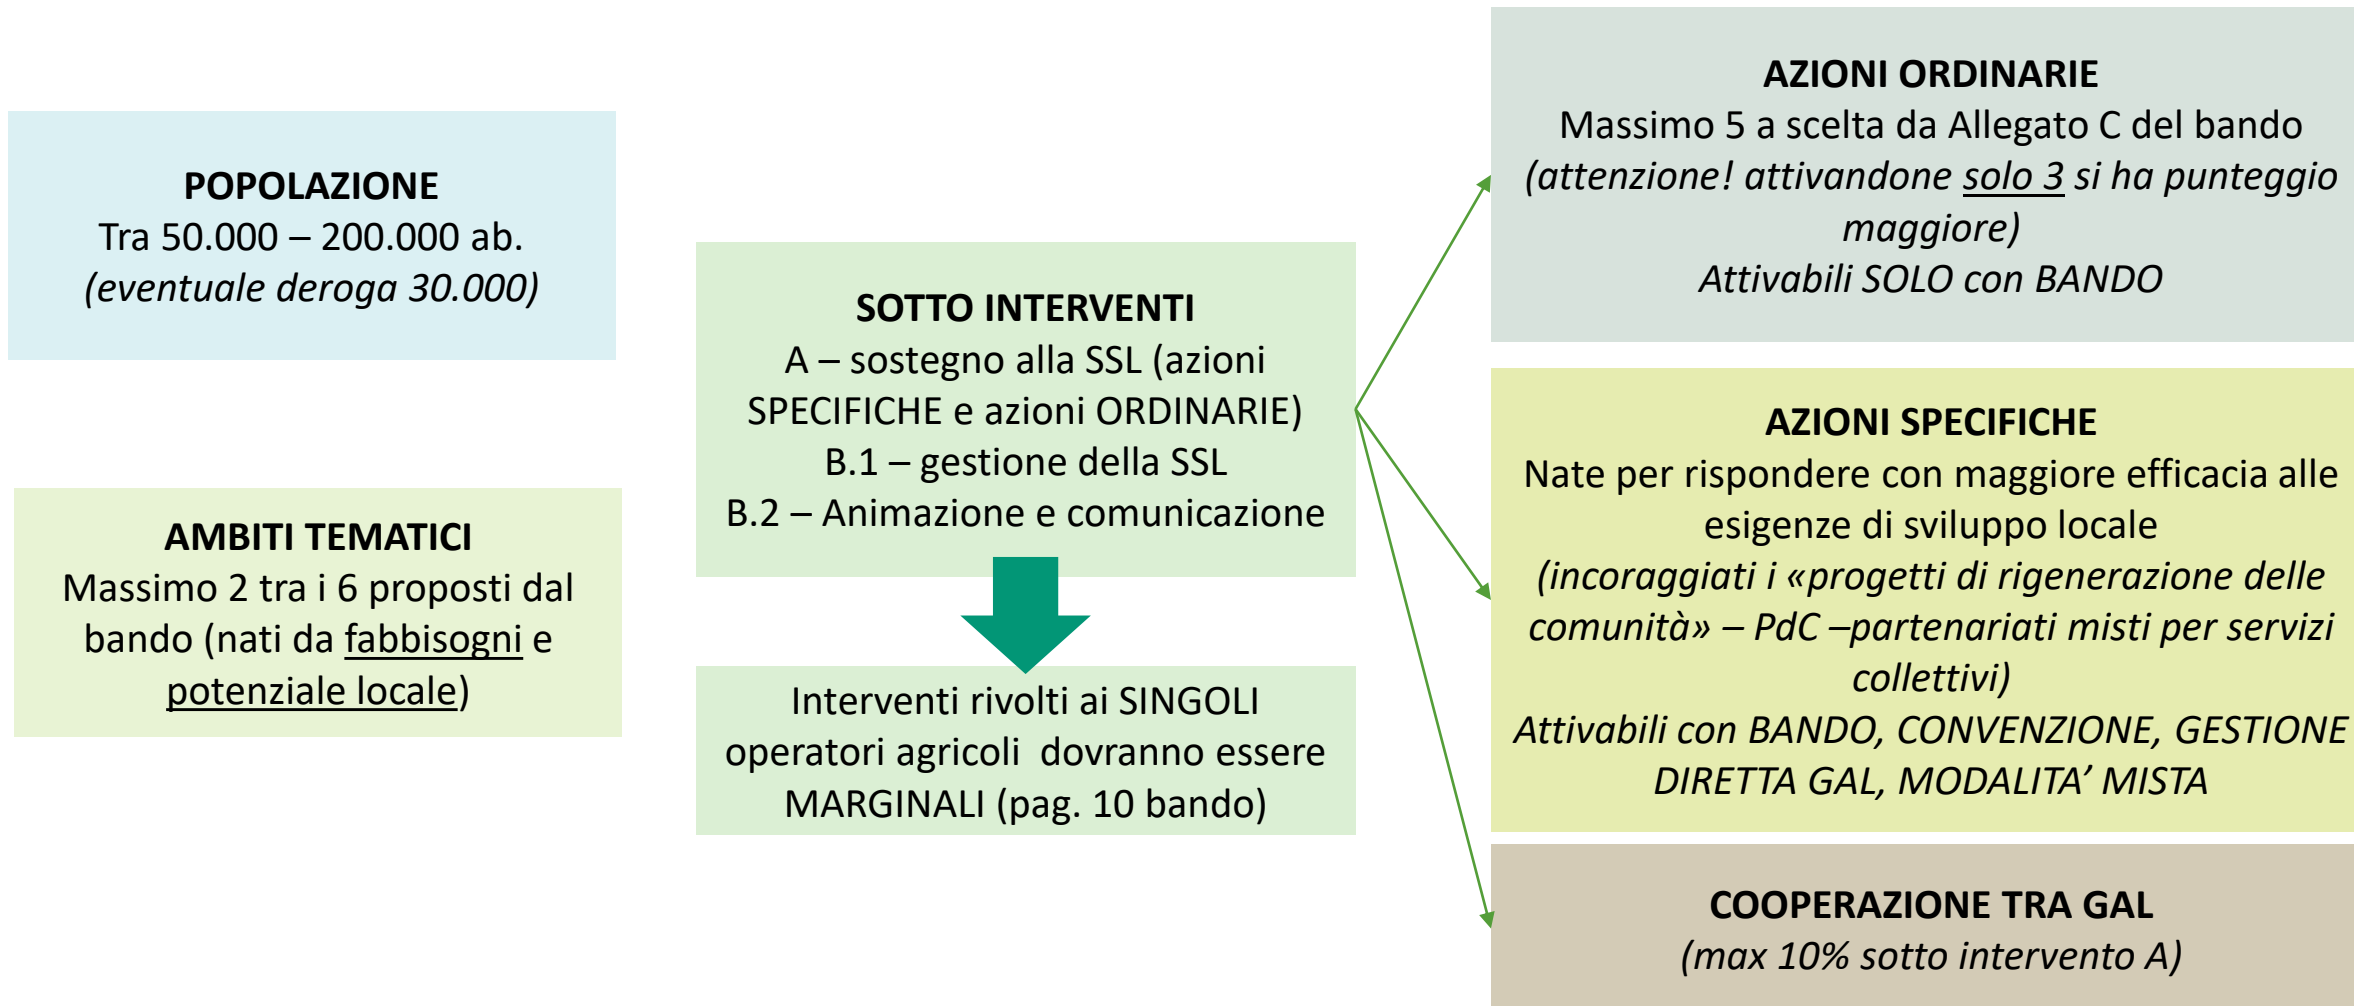 POPOLAZIONE
Tra 50.000 – 200.000 ab.
(eventuale deroga 30.000)
AMBITI TEMATICI
Massimo 2 tra i 6 proposti dal
bando (nati da fabbisogni e
potenziale locale)
SOTTO INTERVENTI
A – sostegno alla SSL (azioni
SPECIFICHE e azioni ORDINARIE)
B.1 – gestione della SSL
B.2 – Animazione e comunicazione
Interventi rivolti ai SINGOLI
operatori agricoli dovranno essere
MARGINALI (pag. 10 bando)
AZIONI ORDINARIE
Massimo 5 a scelta da Allegato C del bando
(attenzione! attivandone solo 3 si ha punteggio
maggiore)
Attivabili SOLO con BANDO
AZIONI SPECIFICHE
Nate per rispondere con maggiore efficacia alle
esigenze di sviluppo locale
(incoraggiati i «progetti di rigenerazione delle
comunità» – PdC –partenariati misti per servizi
collettivi)
Attivabili con BANDO, CONVENZIONE, GESTIONE
DIRETTA GAL, MODALITA’ MISTA
COOPERAZIONE TRA GAL
(max 10% sotto intervento A)